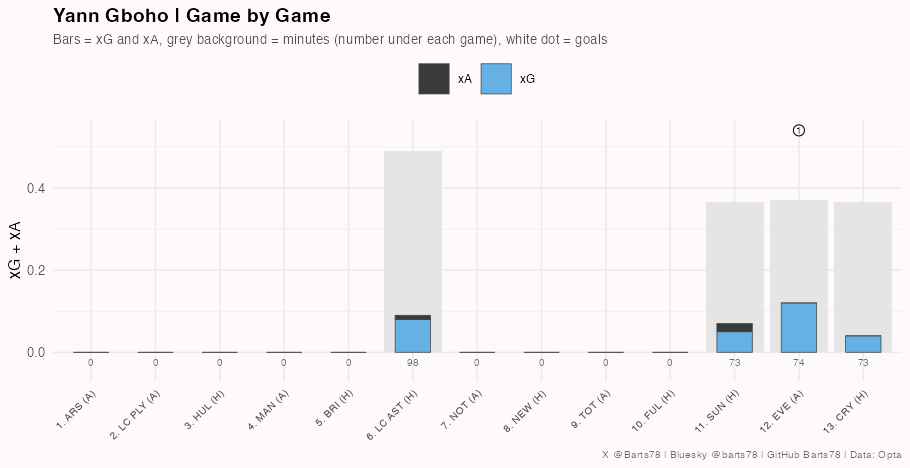 Yann Gboho | Game by Game
Bars = xG and xA, grey background = minutes (number under each game), white dot = goals
xA xG
1
xG + xA
0.4
0.2
0.0
0 0 0 0 0 98 0 0 0 0 73 74 73
1. ARS (A)
2. LC PLY (A)
3. HUL (H)
4. MAN (A)
5. BRI (H)
6. LC AST (H)
7. NOT (A)
8. NEW (H)
9. TOT (A)
10. FUL (H)
11. SUN (H)
12. EVE (A)
13. CRY (H)
X @Barts78 | Bluesky @barts78 | GitHub Barts78 | Data: Opta